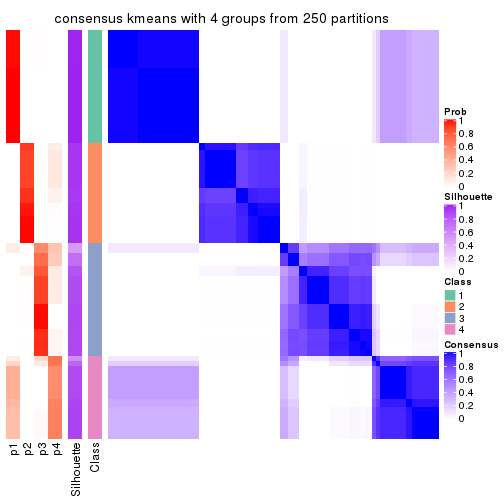 consensus kmeans with 4 groups from 250 partitions
Prob
1
0.8
0.6
0.4
0.2
0
Silhouette
1
0.8
0.6
0.4
0.2
0
Class
1
2
3
4
Consensus
1
0.8
0.6
0.4
0.2
0
p1
p2
p3
p4
Silhouette
Class